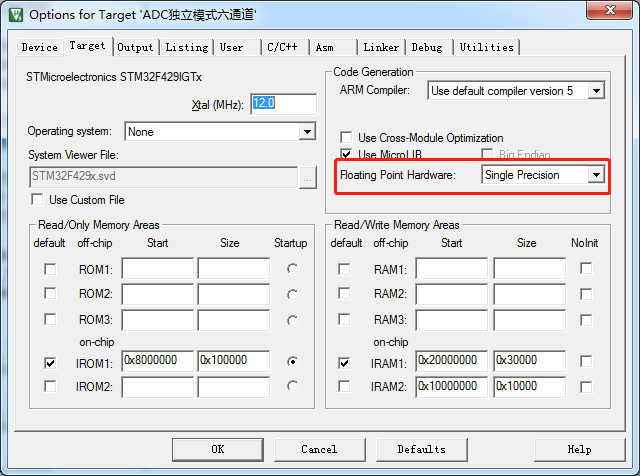 Options for Target 'ADC独立模式六通道'
Device Target Output Listing User C/C++ Asm Linker Debug Utilities
STMicroelectronics STM32F429IGTx
Xtal (MHz): 12.0
Operating system: None
System Viewer File:
STM32F429x.svd ...
Use Custom File
Code Generation
ARM Compiler: Use default compiler version 5
Use Cross-Module Optimization
Use MicroLIB Big Endian
Floating Point Hardware: Single Precision
Read/Only Memory Areas
default off-chip Start Size Startup
ROM1:
ROM2:
ROM3:
on-chip
IROM1: 0x8000000 0x100000
IROM2:
Read/Write Memory Areas
default off-chip Start Size NoInit
RAM1:
RAM2:
RAM3:
on-chip
IRAM1: 0x20000000 0x30000
IRAM2: 0x10000000 0x10000
OK Cancel Defaults Help